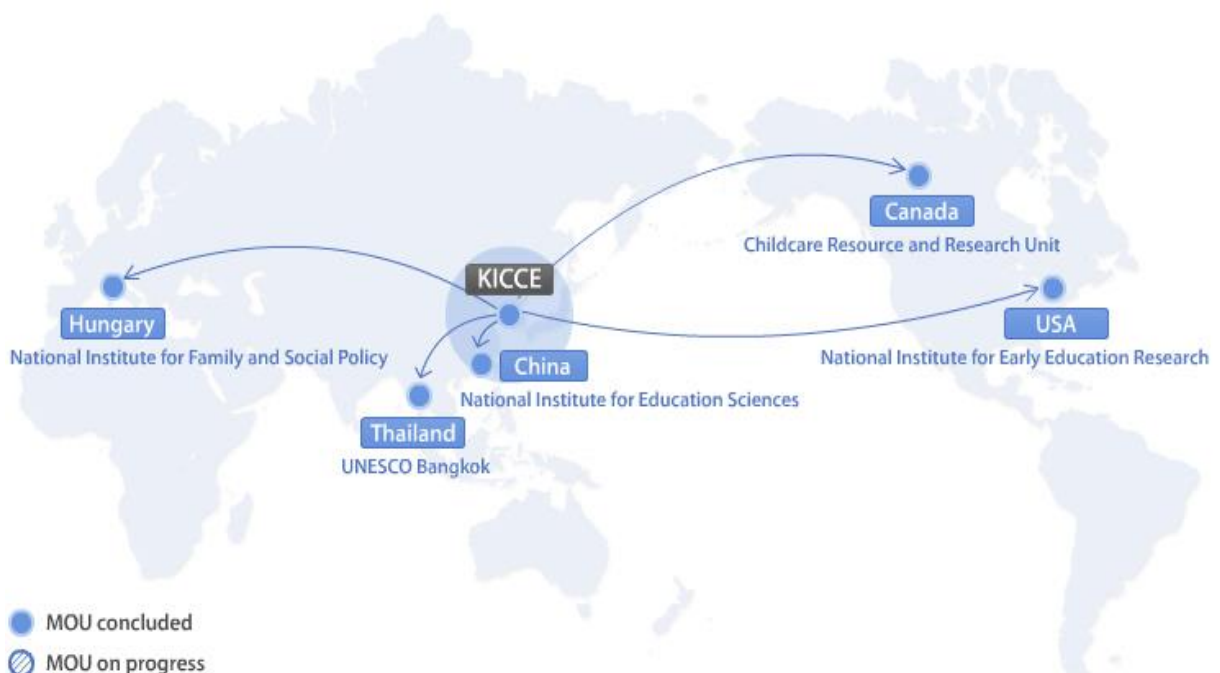 Canada
Childcare Resource and Research Unit
KICCE
Hungary
National Institute for Family and Social Policy
USA
National Institute for Early Education Research
China
National Institute for Education Sciences
Thailand
UNESCO Bangkok
MOU concluded
MOU on progress